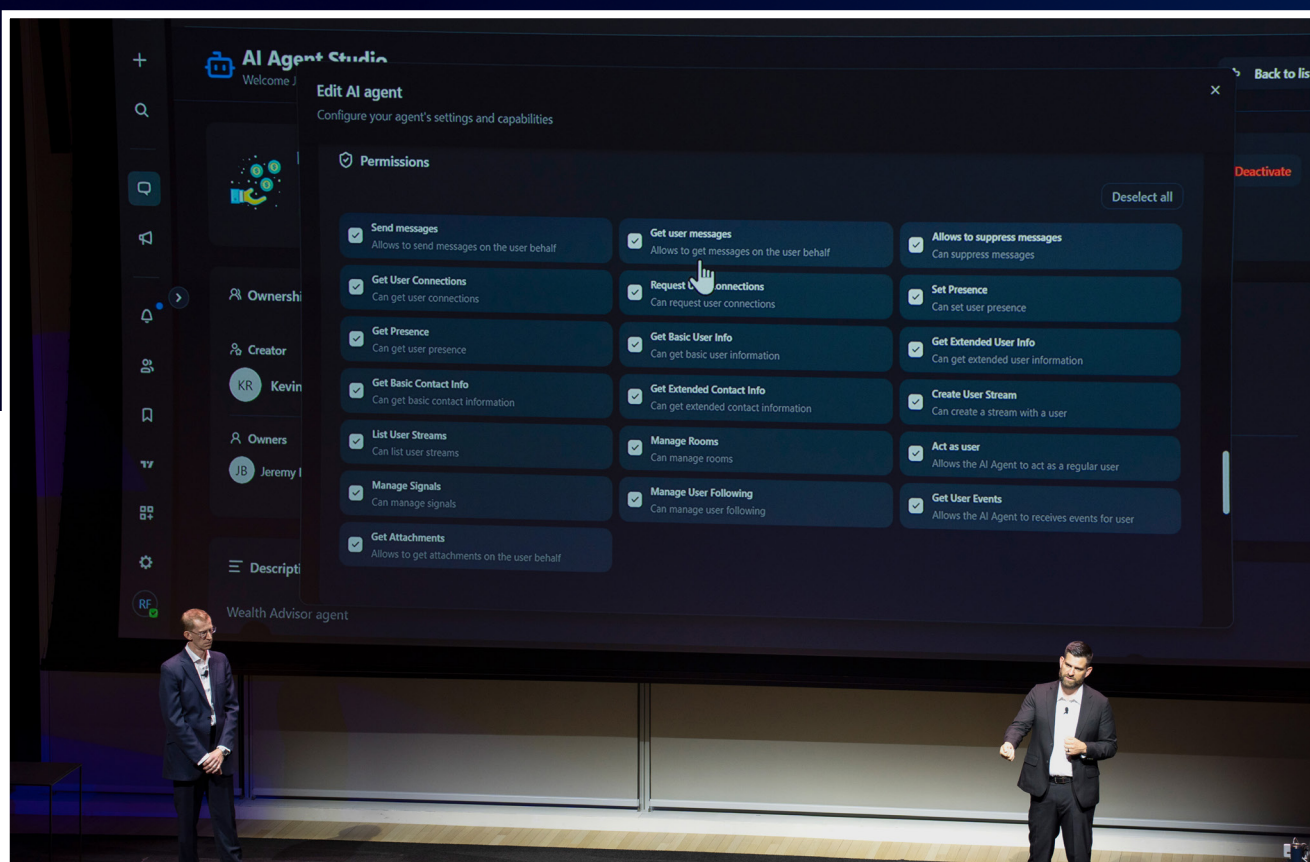 AI Agent Studio
Welcome J
Back to lis
Edit AI agent
Configure your agent's settings and capabilities
Permissions
Deactivate
Deselect all
Send messages
Allows to send messages on the user behalf
Get user messages
Allows to get messages on the user behalf
Allows to suppress messages
Can suppress messages
Get User Connections
Can get user connections
Request U onnections
Can request user connections
Set Presence
Can set user presence
Get Presence
Can get user presence
Get Basic User Info
Can get basic user information
Get Extended User Info
Can get extended user information
Get Basic Contact Info
Can get basic contact information
Get Extended Contact Info
Can get extended contact information
Create User Stream
Can create a stream with a user
List User Streams
Can list user streams
Manage Rooms
Can manage rooms
Act as user
Allows the AI Agent to act as a regular user
Manage Signals
Can manage signals
Manage User Following
Can manage user following
Get User Events
Allows the AI Agent to receives events for user
Get Attachments
Allows to get attachments on the user behalf
Ownershi
Creator
KR Kevin
Owners
JB Jeremy
Descripti
Wealth Advisor agent
RF